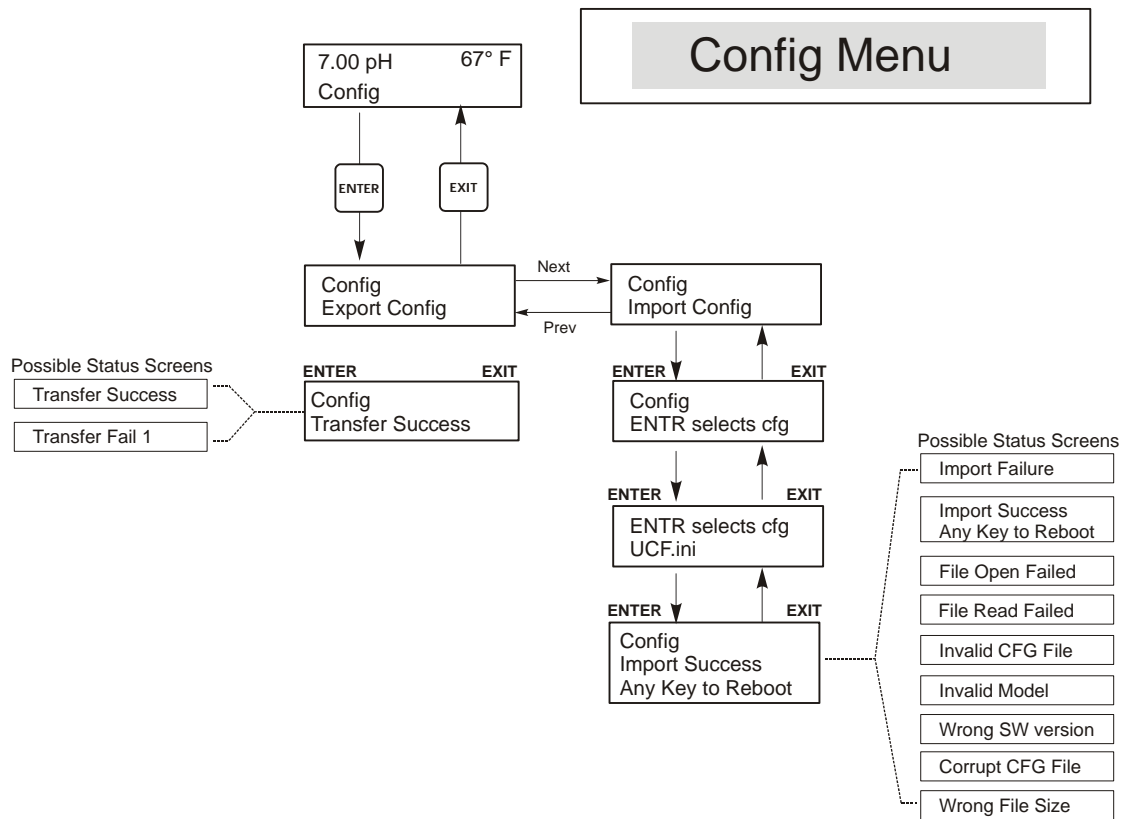 Config Menu
7.00 pH 67° F
Config
ENTER EXIT
Config
Export Config
Next
Prev
Config
Import Config
Possible Status Screens
Transfer Success
Transfer Fail 1
ENTER EXIT
Config
Transfer Success
ENTER EXIT
Config
ENTR selects cfg
ENTER EXIT
ENTR selects cfg
UCF.ini
ENTER EXIT
Config
Import Success
Any Key to Reboot
Possible Status Screens
Import Failure
Import Success
Any Key to Reboot
File Open Failed
File Read Failed
Invalid CFG File
Invalid Model
Wrong SW version
Corrupt CFG File
Wrong File Size